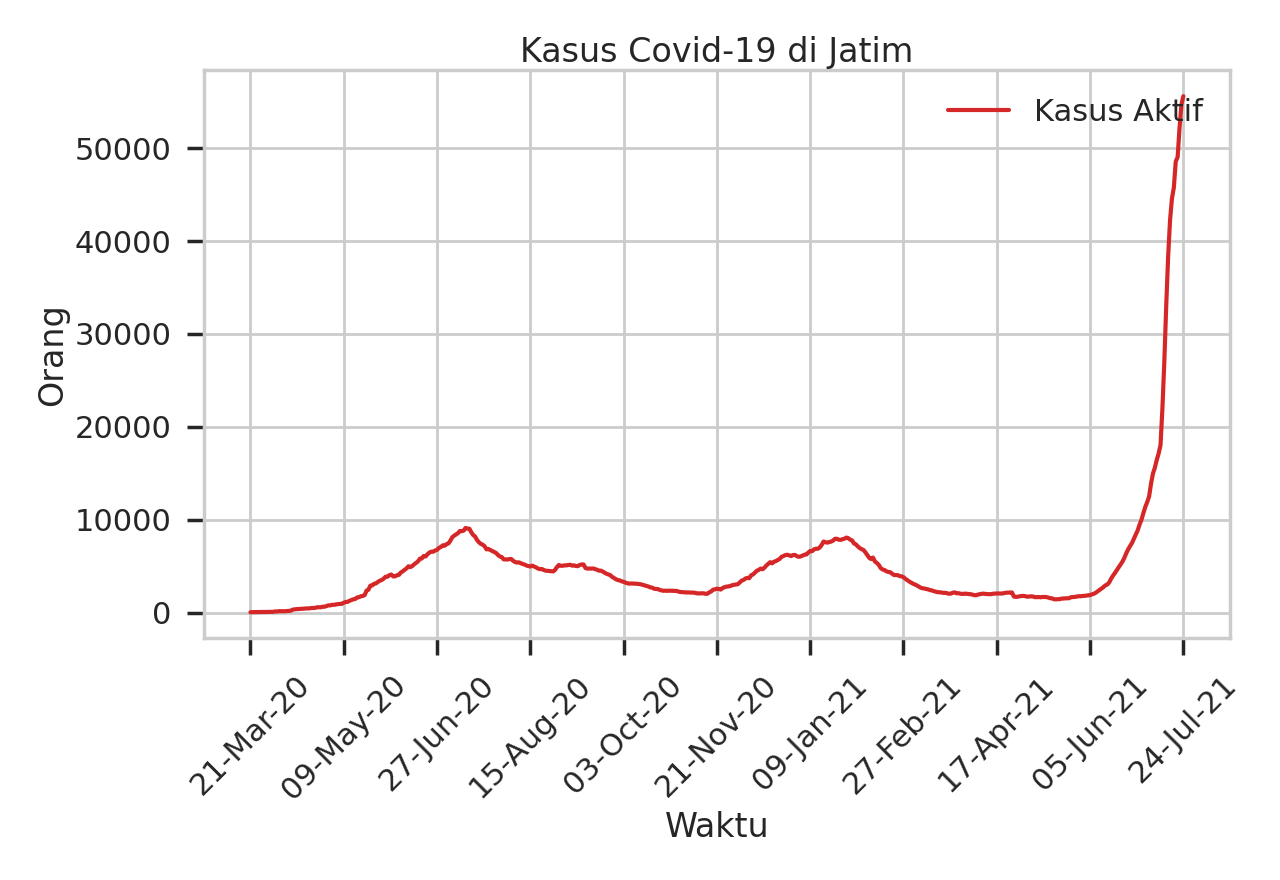 Kasus Covid-19 di Jatim
Kasus Aktif
50000
40000
30000
20000
10000
0
Orang
21-Mar-20
09-May-20
27-Jun-20
15-Aug-20
03-Oct-20
21-Nov-20
09-Jan-21
27-Feb-21
17-Apr-21
05-Jun-21
24-Jul-21
Waktu